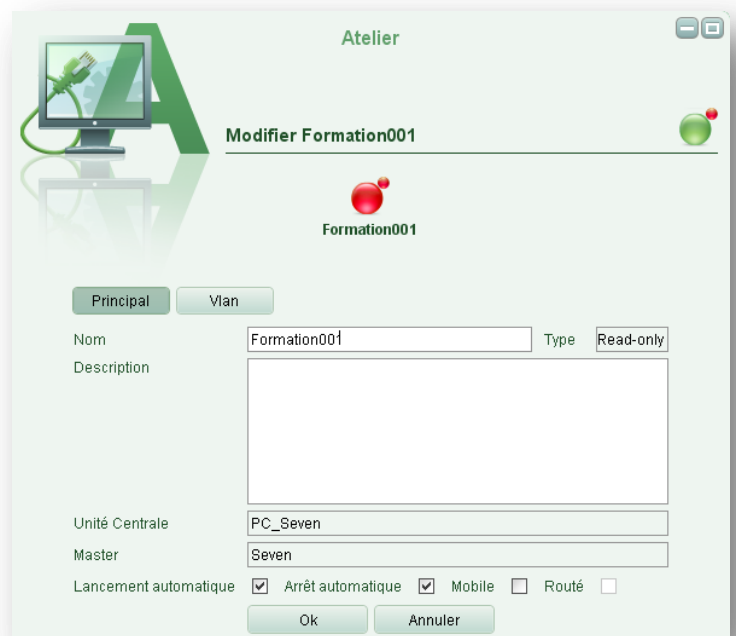 Atelier
A
Modifier Formation001
Formation001
Principal Vlan
Nom Formation001 Type Read-only
Description
Unité Centrale PC_Seven
Master Seven
Lancement automatique Arrêt automatique Mobile Routé
Ok Annuler